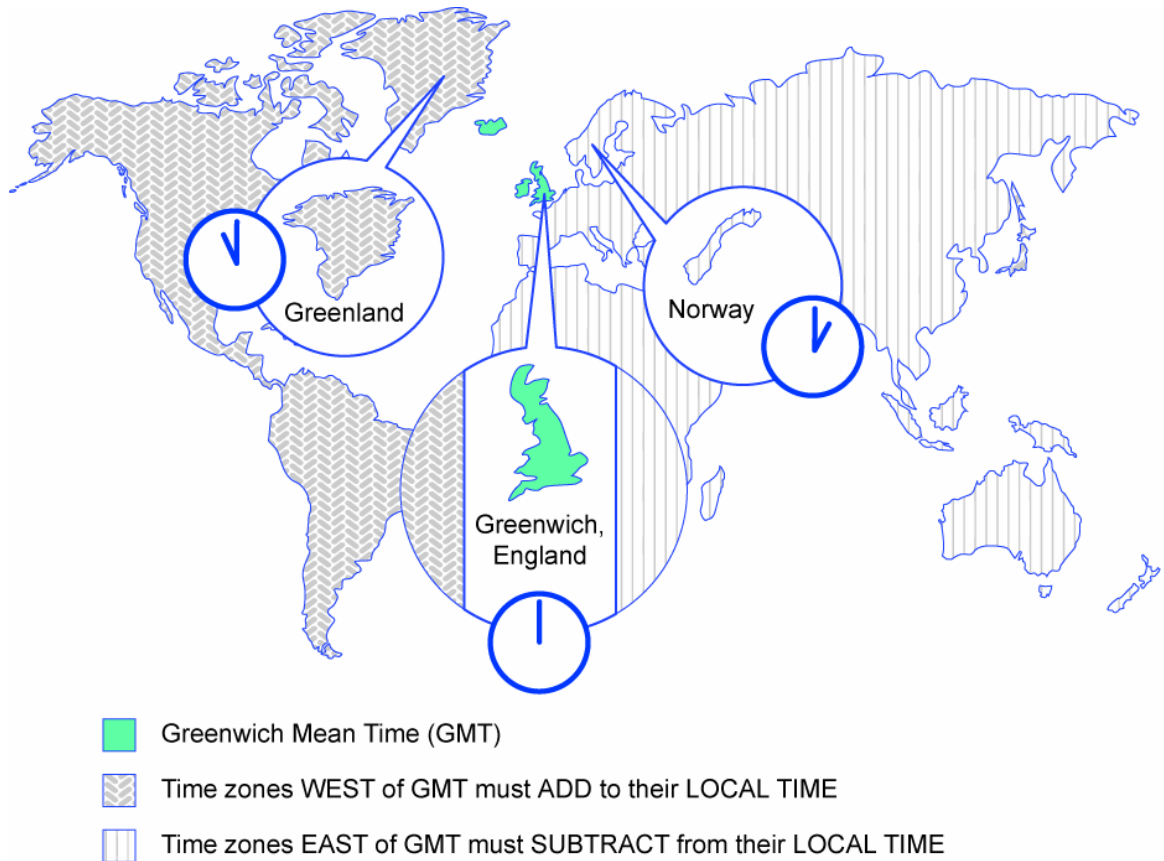 Greenland
Norway
Greenwich,
England
Greenwich Mean Time (GMT)
Time zones WEST of GMT must ADD to their LOCAL TIME
Time zones EAST of GMT must SUBTRACT from their LOCAL TIME